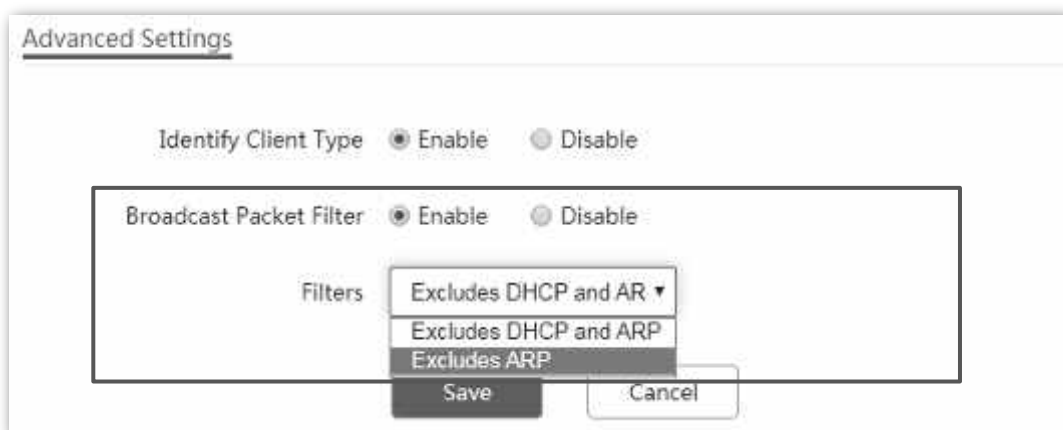 Advanced Settings
Identify Client Type Enable Disable
Broadcast Packet Filter Enable Disable
Filters Excludes DHCP and AR
Excludes DHCP and ARP
Excludes ARP
Save Cancel